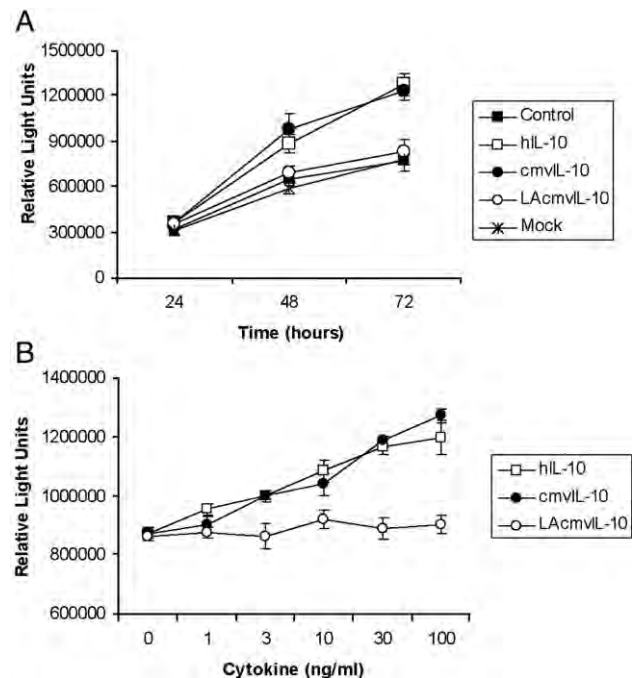 A
Relative Light Units
1500000
1200000
900000
600000
300000
0
24 48 72
Time (hours)
Control
hIL-10
cmvIL-10
LAcmvIL-10
Mock
B
Relative Light Units
1400000
1200000
1000000
800000
600000
0 1 3 10 30 100
Cytokine (ng/ml)
hIL-10
cmvIL-10
LAcmvIL-10